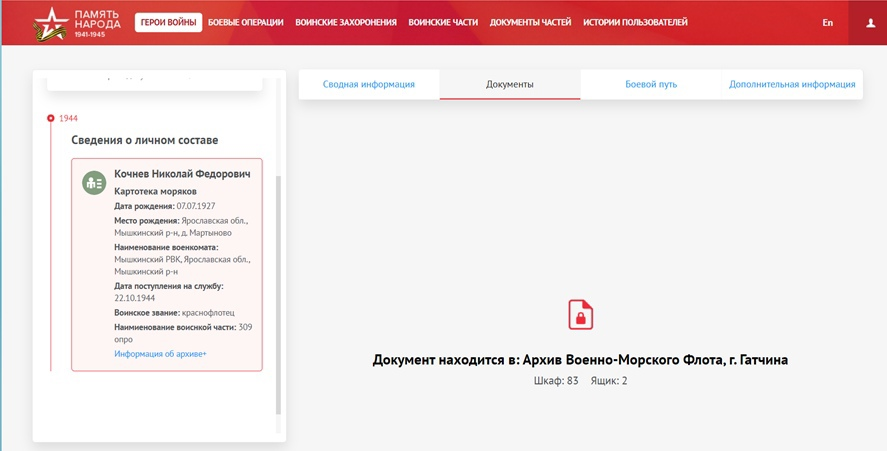 ПАМЯТЬ
НАРОДА
1941-1945
ГЕРОИ ВОЙНЫ
БОЕВЫЕ ОПЕРАЦИИ
ВОИНСКИЕ ЗАХОРОНЕНИЯ
ВОИНСКИЕ ЧАСТИ
ДОКУМЕНТЫ ЧАСТЕЙ
ИСТОРИИ ПОЛЬЗОВАТЕЛЕЙ
En
Сводная информация
Документы
Боевой путь
Дополнительная информация
1944
Сведения о личном составе
Кочнев Николай Федорович
Картотека моряков
Дата рождения: 07.07.1927
Место рождения: Ярославская обл.,
Мышкинский р-н, д. Мартыново
Наименование военкомата:
Мышкинский РВК, Ярославская обл.,
Мышкинский р-н
Дата поступления на службу:
22.10.1944
Воинское звание: краснофлотец
Наиминование воиснкой части: 309
опро
Информация об архиве+
Документ находится в: Архив Военно-Морского Флота, г. Гатчина
Шкаф: 83 Ящик: 2